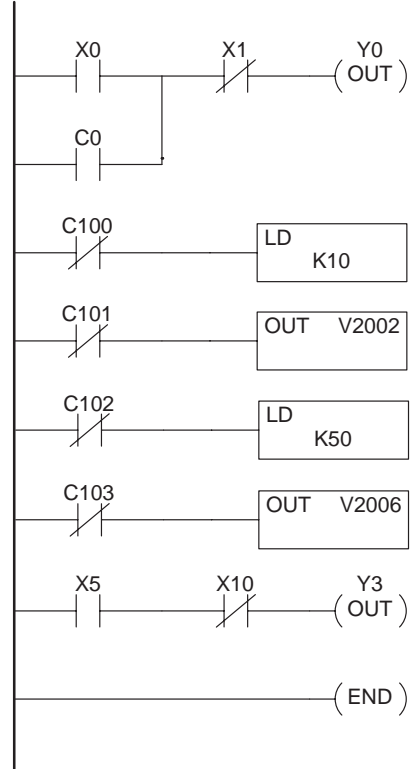 X0 X1 Y0
OUT
C0
C100
LD
K10
C101
OUT V2002
C102
LD
K50
C103
OUT V2006
X5 X10 Y3
OUT
END